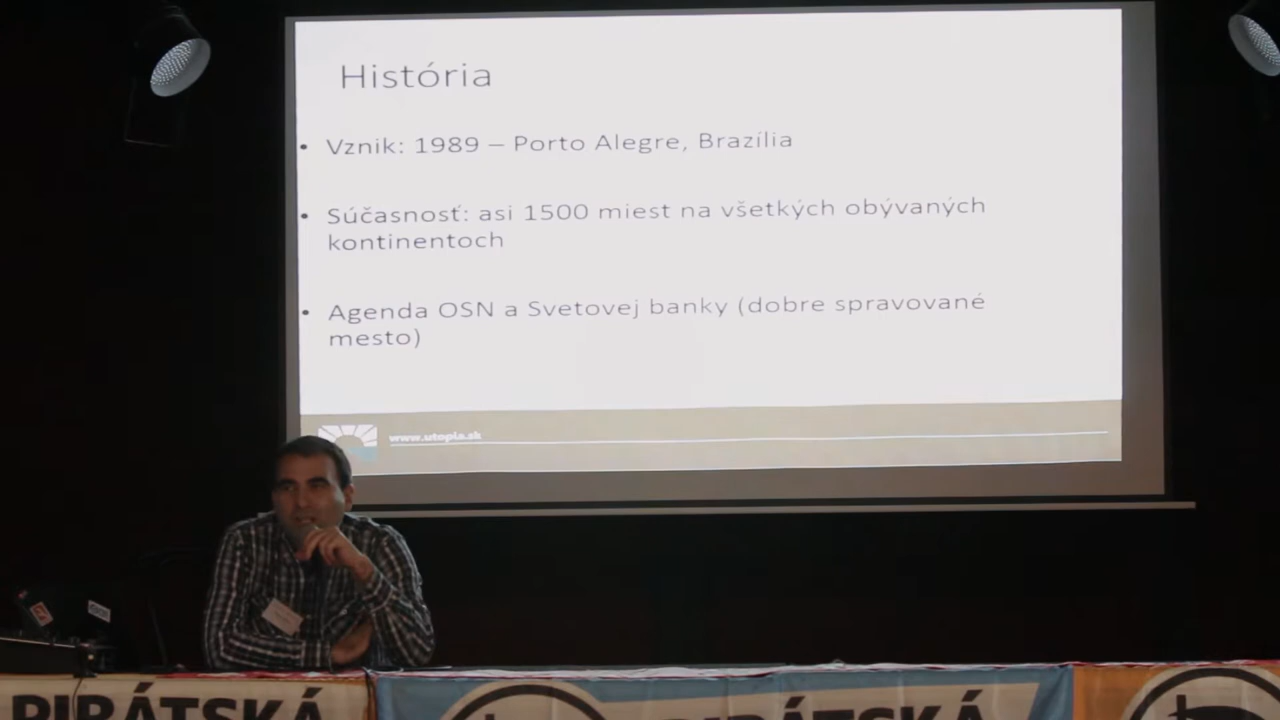 História
• Vznik: 1989 – Porto Alegre, Brazília
• Súčasnosť: asi 1500 miest na všetkých obývaných
kontinentoch
• Agenda OSN a Svetovej banky (dobre spravované
mesto)
www.utopia.sk
PIRÁTSKÁ
PIRÁTSKÁ